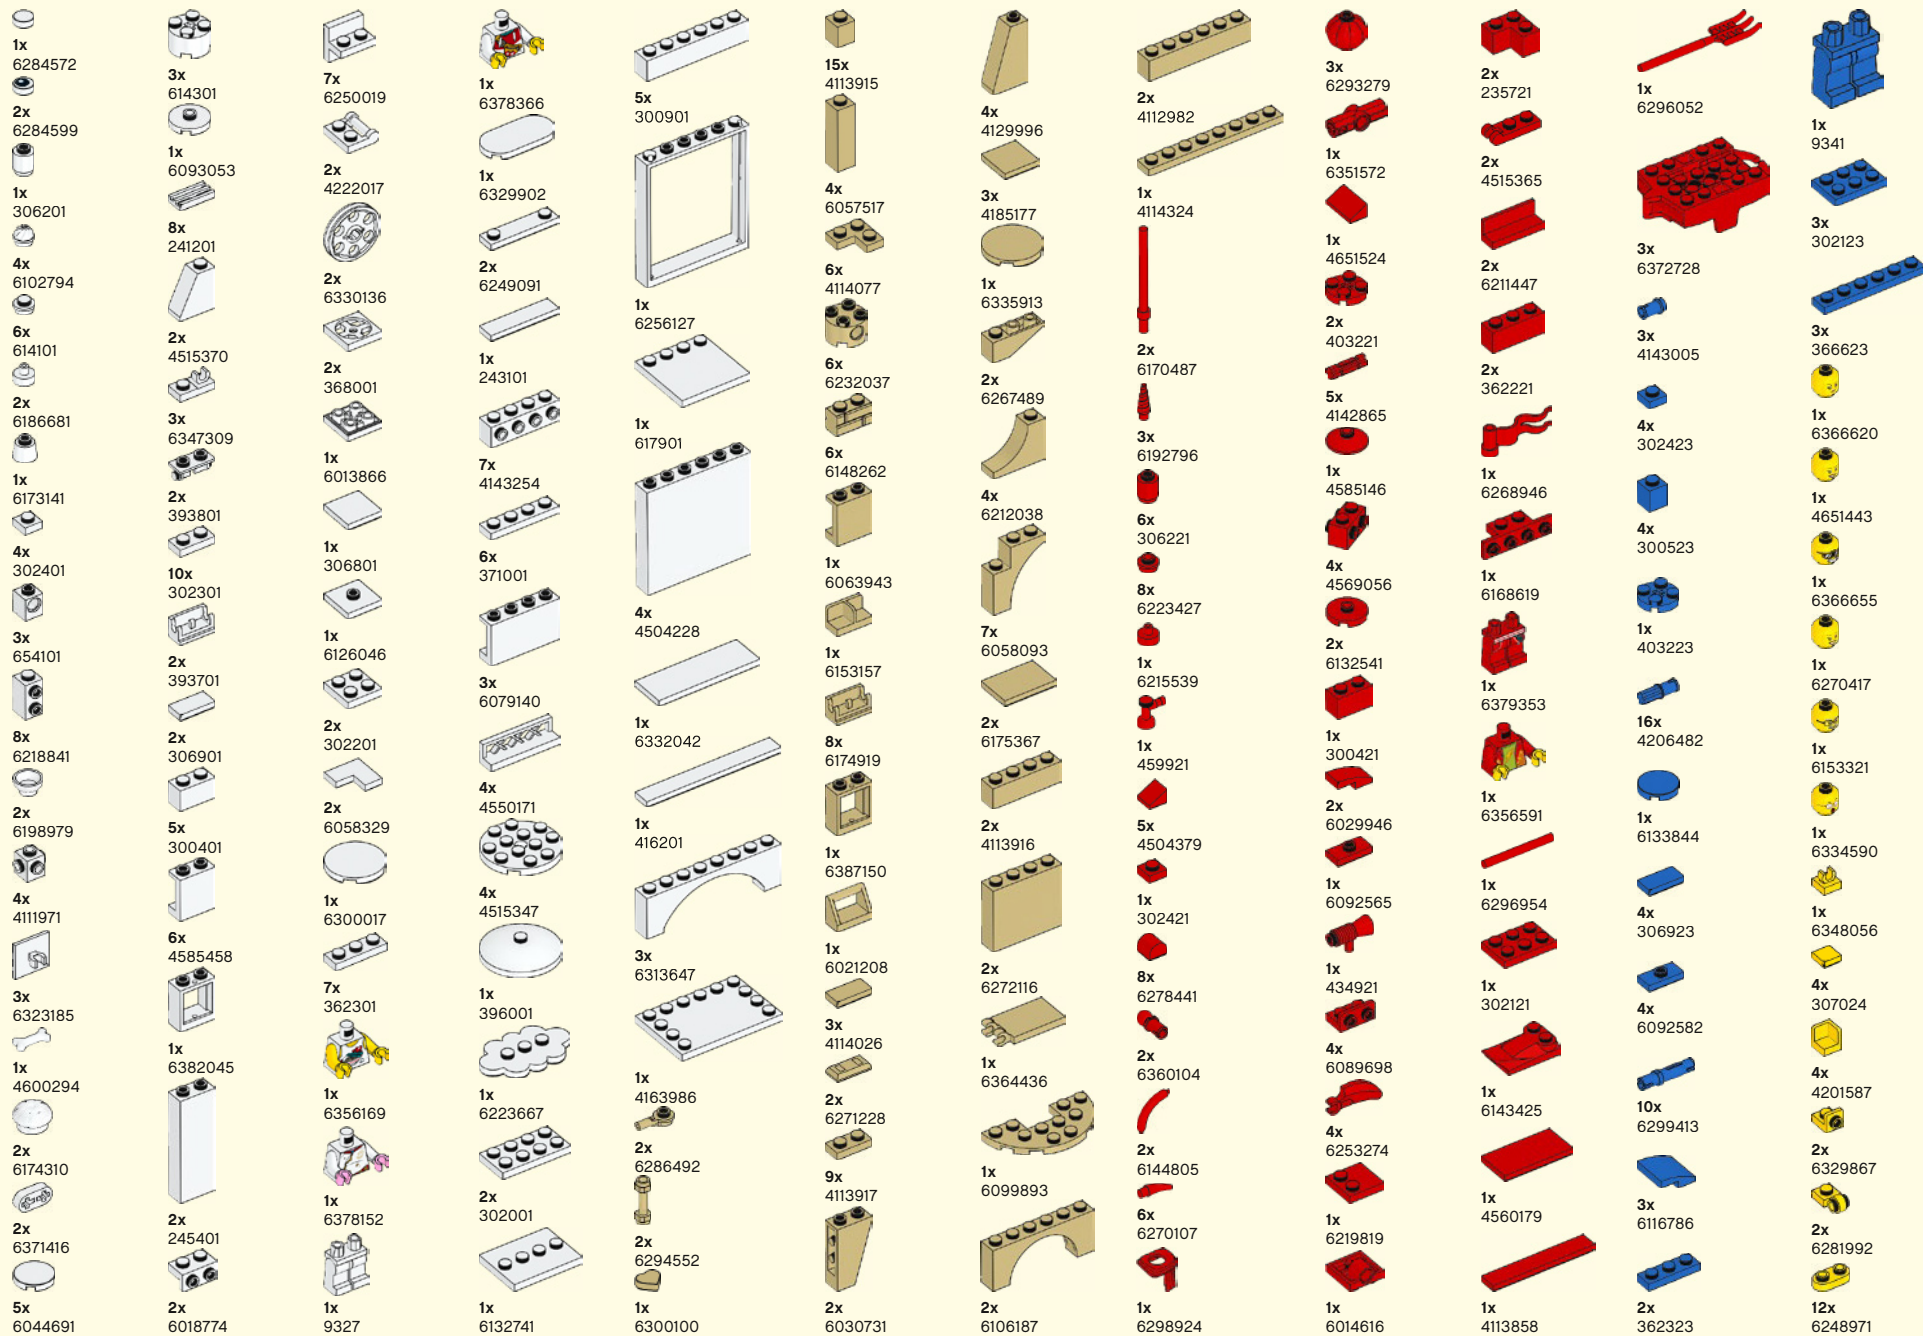 1x
6284572
2x
6284599
1x
306201
4x
6102794
6x
614101
2x
6186681
1x
6173141
4x
302401
3x
654101
8x
6218841
2x
6198979
4x
4111971
3x
6323185
1x
4600294
2x
6174310
2x
6371416
5x
6044691
3x
614301
1x
6093053
8x
241201
2x
4515370
3x
6347309
2x
393801
10x
302301
2x
393701
2x
306901
5x
300401
6x
4585458
1x
6382045
2x
245401
2x
6018774
7x
6250019
2x
4222017
2x
6330136
2x
368001
1x
6013866
1x
306801
1x
6126046
2x
302201
2x
6058329
1x
6300017
7x
362301
1x
6356169
1x
6378152
1x
9327
1x
6378366
1x
6329902
2x
6249091
1x
243101
7x
4143254
6x
371001
3x
6079140
4x
4550171
4x
4515347
1x
396001
1x
6223667
2x
302001
1x
6132741
5x
300901
1x
6256127
1x
617901
4x
4504228
1x
6332042
1x
416201
3x
6313647
1x
4163986
2x
6286492
2x
6294552
1x
6300100
15x
4113915
4x
6057517
6x
4114077
6x
6232037
6x
6148262
1x
6063943
1x
6153157
8x
6174919
1x
6387150
1x
6021208
3x
4114026
2x
6271228
9x
4113917
2x
6030731
4x
4129996
3x
4185177
1x
6335913
2x
6267489
4x
6212038
7x
6058093
2x
6175367
2x
4113916
2x
6272116
1x
6364436
1x
6099893
2x
6106187
2x
4112982
1x
4114324
2x
6170487
3x
6192796
6x
306221
8x
6223427
1x
6215539
1x
459921
5x
4504379
1x
302421
8x
6278441
2x
6360104
2x
6144805
6x
6270107
1x
6298924
3x
6293279
1x
6351572
1x
4651524
2x
403221
5x
4142865
1x
4585146
4x
4569056
2x
6132541
1x
300421
2x
6029946
1x
6092565
1x
434921
4x
6089698
4x
6253274
1x
6219819
1x
6014616
2x
235721
2x
4515365
2x
6211447
2x
362221
1x
6268946
1x
6168619
1x
6379353
1x
6356591
1x
6296954
1x
302121
1x
6143425
1x
4560179
1x
4113858
1x
6296052
3x
6372728
3x
4143005
4x
302423
4x
300523
1x
403223
16x
4206482
1x
6133844
4x
306923
4x
6092582
10x
6299413
3x
6116786
2x
362323
1x
9341
3x
302123
3x
366623
1x
6366620
1x
4651443
1x
6366655
1x
6270417
1x
6153321
1x
6334590
1x
6348056
4x
307024
4x
4201587
2x
6329867
2x
6281992
12x
6248971